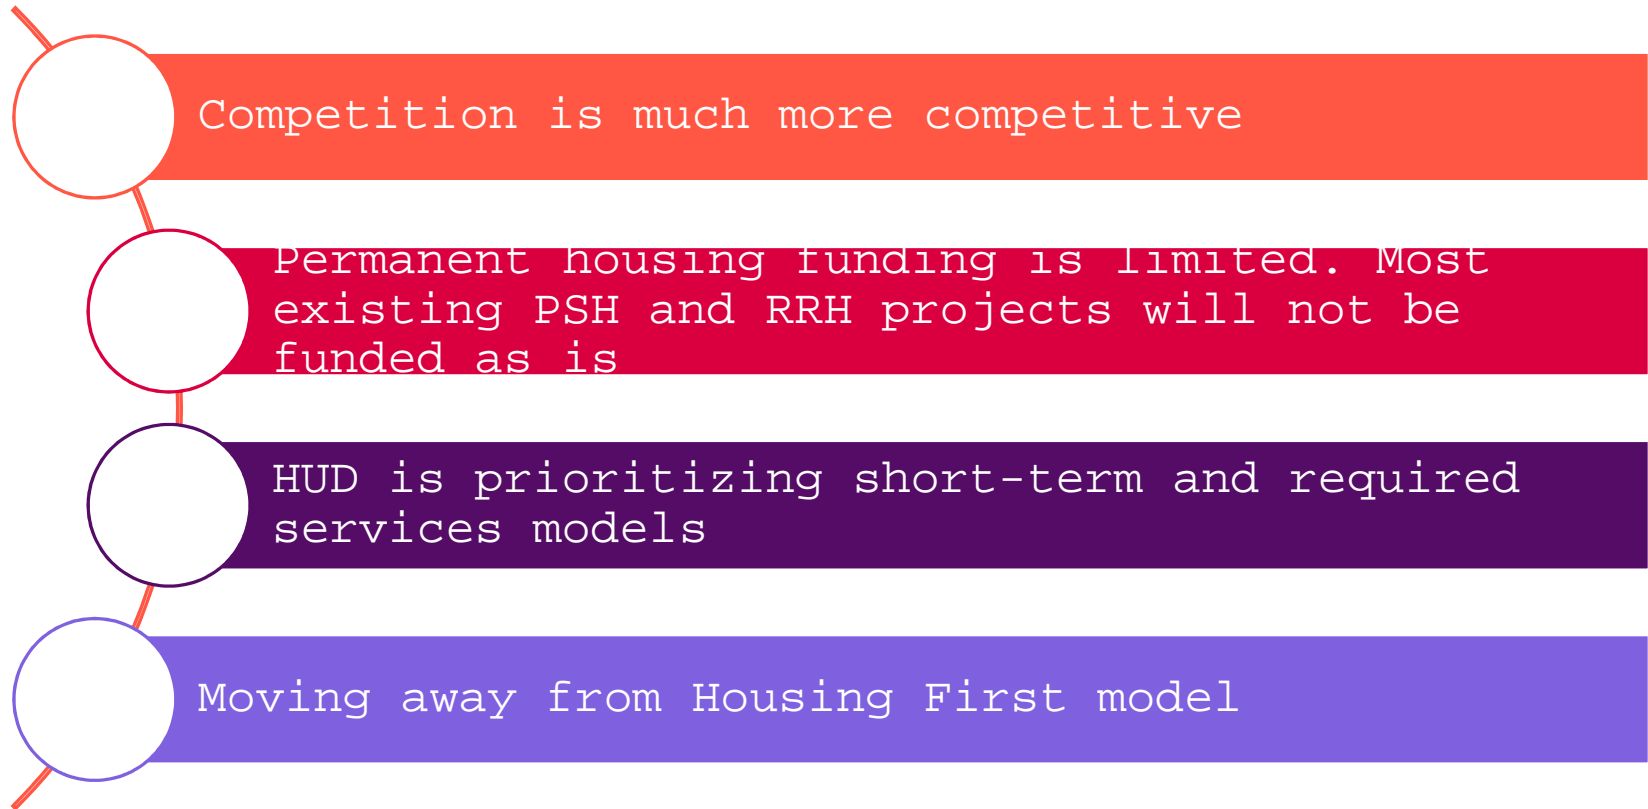 Competition is much more competitive
Permanent housing funding is limited. Most
existing PSH and RRH projects will not be
funded as is
HUD is prioritizing short-term and required
services models
Moving away from Housing First model